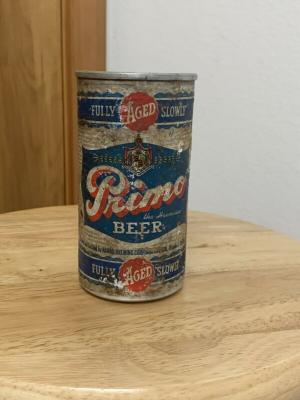 FULLY AGED SLOWLY
Primo
the Hawaiian
BEER
FULLY AGED SLOWLY